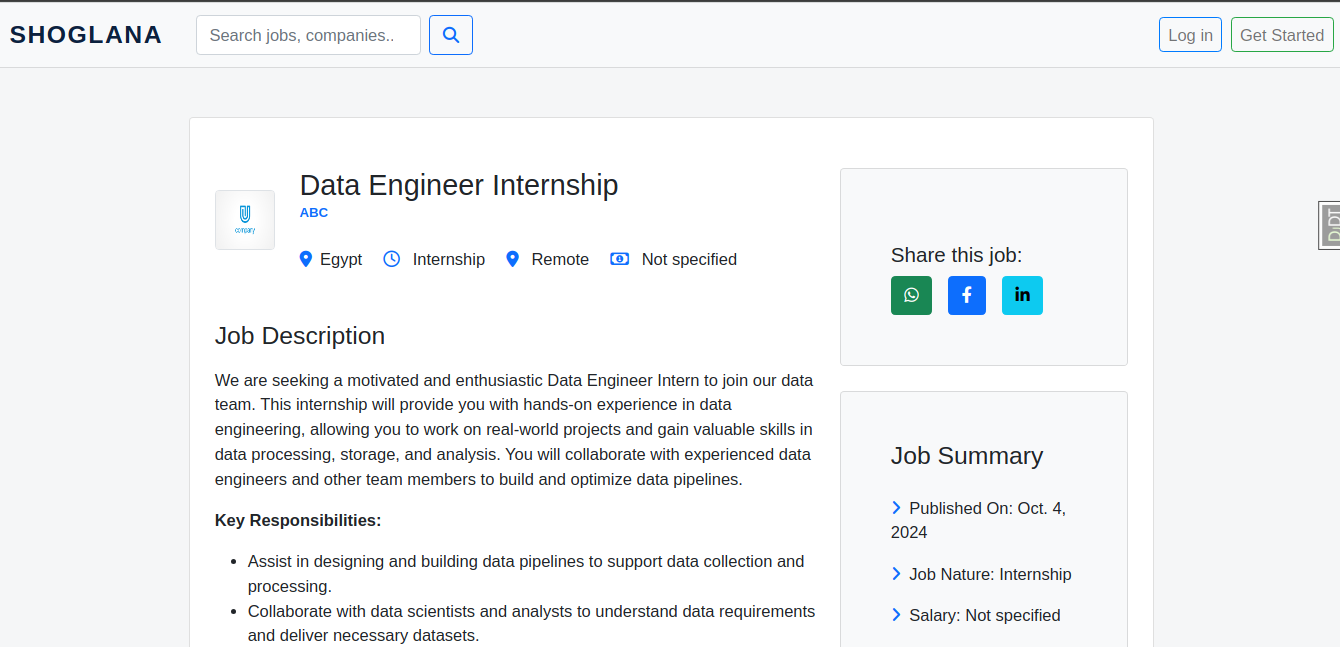 SHOGLANA
Search jobs, companies..
Log in
Get Started
company
Data Engineer Internship
ABC
Egypt Internship Remote Not specified
Job Description
We are seeking a motivated and enthusiastic Data Engineer Intern to join our data
team. This internship will provide you with hands-on experience in data
engineering, allowing you to work on real-world projects and gain valuable skills in
data processing, storage, and analysis. You will collaborate with experienced data
engineers and other team members to build and optimize data pipelines.
Key Responsibilities:
• Assist in designing and building data pipelines to support data collection and
processing.
• Collaborate with data scientists and analysts to understand data requirements
and deliver necessary datasets.
Share this job:
in
Job Summary
Published On: Oct. 4,
2024
Job Nature: Internship
Salary: Not specified
DjDT